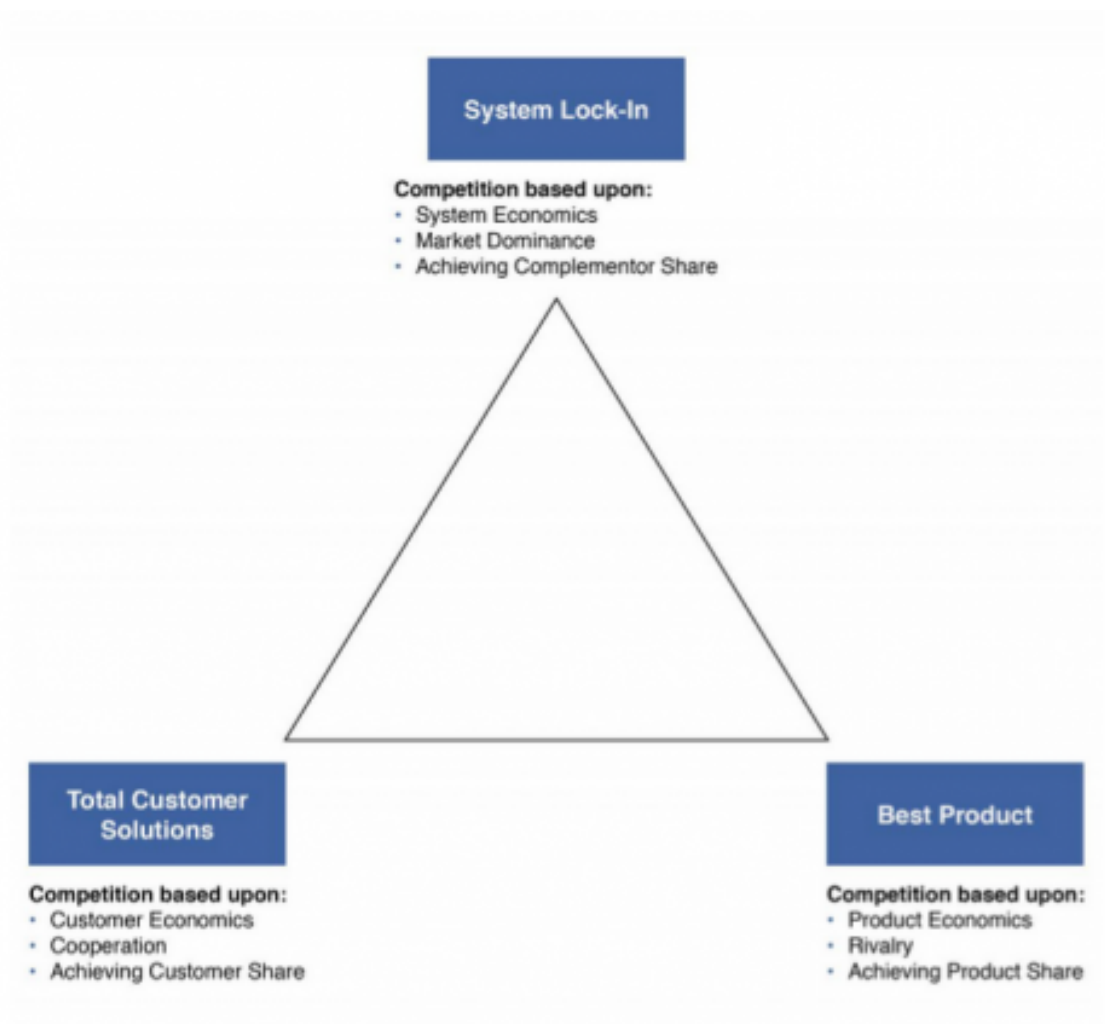 System Lock-In
Competition based upon:
• System Economics
• Market Dominance
• Achieving Complementor Share
Total Customer
Solutions
Competition based upon:
• Customer Economics
• Cooperation
• Achieving Customer Share
Best Product
Competition based upon:
• Product Economics
• Rivalry
• Achieving Product Share